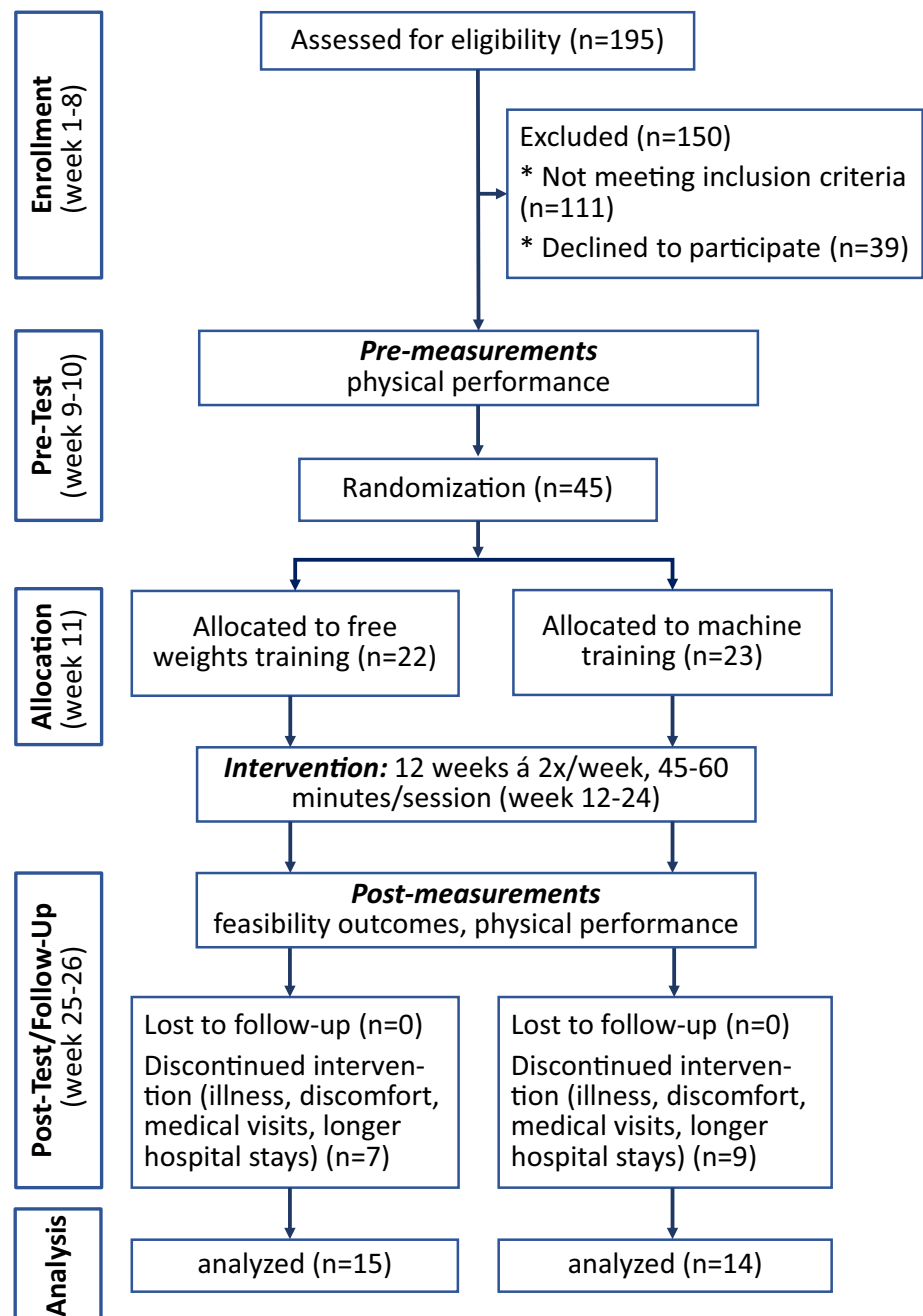 Enrollment
(week 1-8)
Assessed for eligibility (n=195)
Excluded (n=150)
* Not meeting inclusion criteria
(n=111)
* Declined to participate (n=39)
Pre-Test
(week 9-10)
Pre-measurements
physical performance
Randomization (n=45)
Allocation
(week 11)
Allocated to free
weights training (n=22)
Allocated to machine
training (n=23)
Intervention: 12 weeks á 2x/week, 45-60
minutes/session (week 12-24)
Post-Test/Follow-Up
(week 25-26)
Post-measurements
feasibility outcomes, physical performance
Lost to follow-up (n=0)
Discontinued interven-
tion (illness, discomfort,
medical visits, longer
hospital stays) (n=7)
Lost to follow-up (n=0)
Discontinued interven-
tion (illness, discomfort,
medical visits, longer
hospital stays) (n=9)
Analysis
analyzed (n=15)
analyzed (n=14)